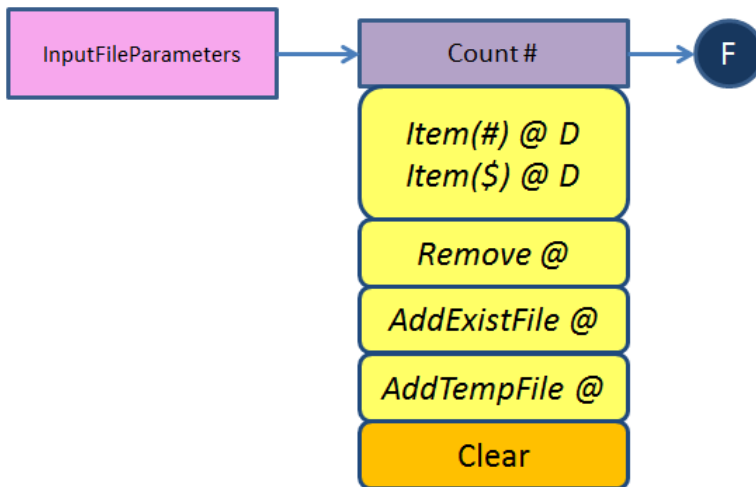 InputFileParameters
Count #
F
Item(#) @ D
Item($) @ D
Remove @
AddExistFile @
AddTempFile @
Clear